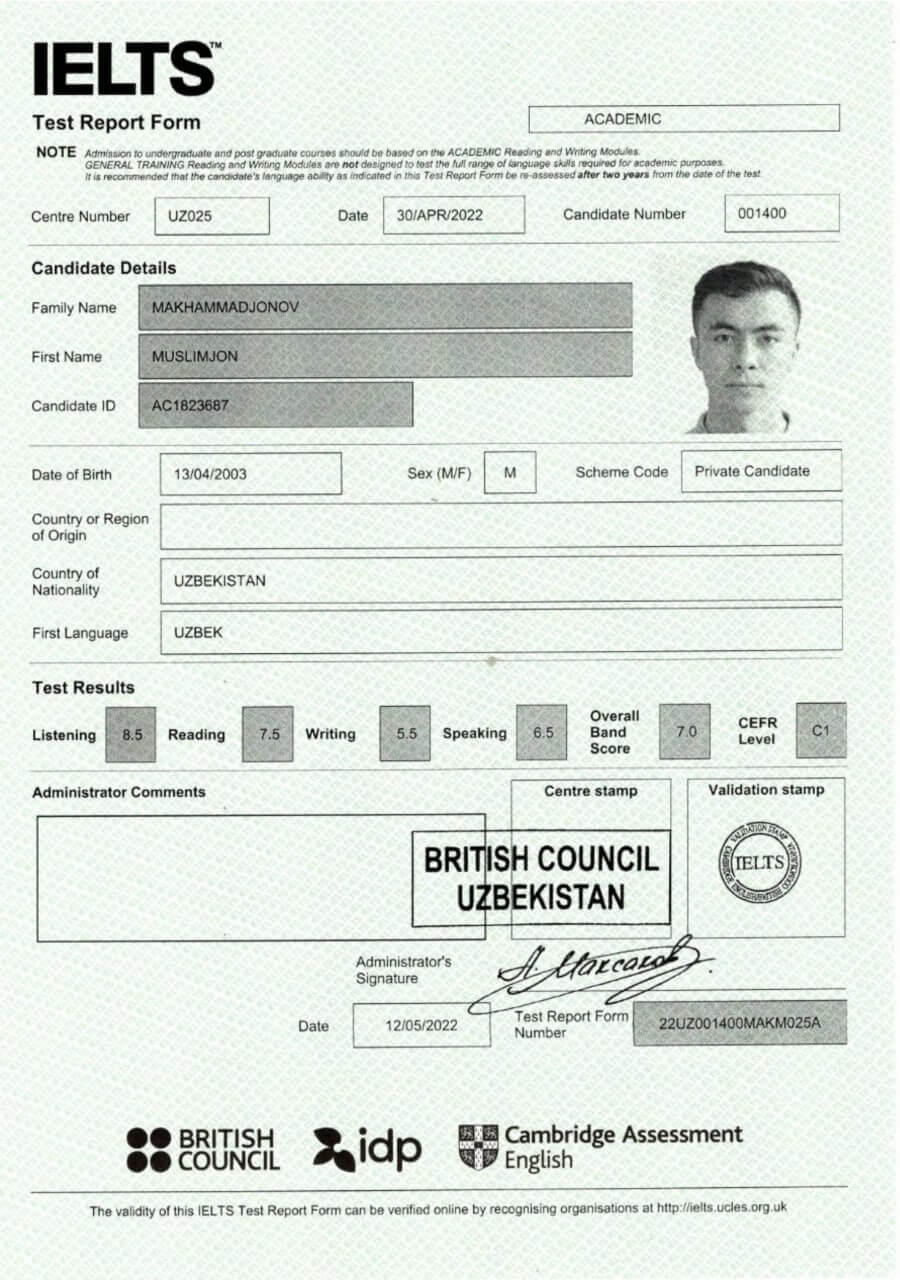 IELTS™
Test Report Form
ACADEMIC
NOTE Admission to undergraduate and post graduate courses should be based on the ACADEMIC Reading and Writing Modules.
GENERAL TRAINING Reading and Writing Modules are not designed to test the full range of language skills required for academic purposes.
It is recommended that the candidate's language ability as indicated in this Test Report Form be re-assessed after two years from the date of the test.
Centre Number UZ025 Date 30/APR/2022 Candidate Number 001400
Candidate Details
Family Name MAKHAMMADJONOV
First Name MUSLIMJON
Candidate ID AC1823687
Date of Birth 13/04/2003 Sex (M/F) M Scheme Code Private Candidate
Country or Region
of Origin
Country of
Nationality
UZBEKISTAN
First Language UZBEK
Test Results
Listening 8.5 Reading 7.5 Writing 5.5 Speaking 6.5
Overall
Band
Score
7.0
CEFR
Level
C1
Administrator Comments
Centre stamp
Validation stamp
BRITISH COUNCIL
UZBEKISTAN
VALIDATION STAMP
IELTS
Administrator's
Signature
Date 12/05/2022
Test Report Form
Number
22UZ001400MAKM025A
BRITISH
COUNCIL
idp
Cambridge Assessment
English
The validity of this IELTS Test Report Form can be verified online by recognising organisations at http://ielts.ucles.org.uk